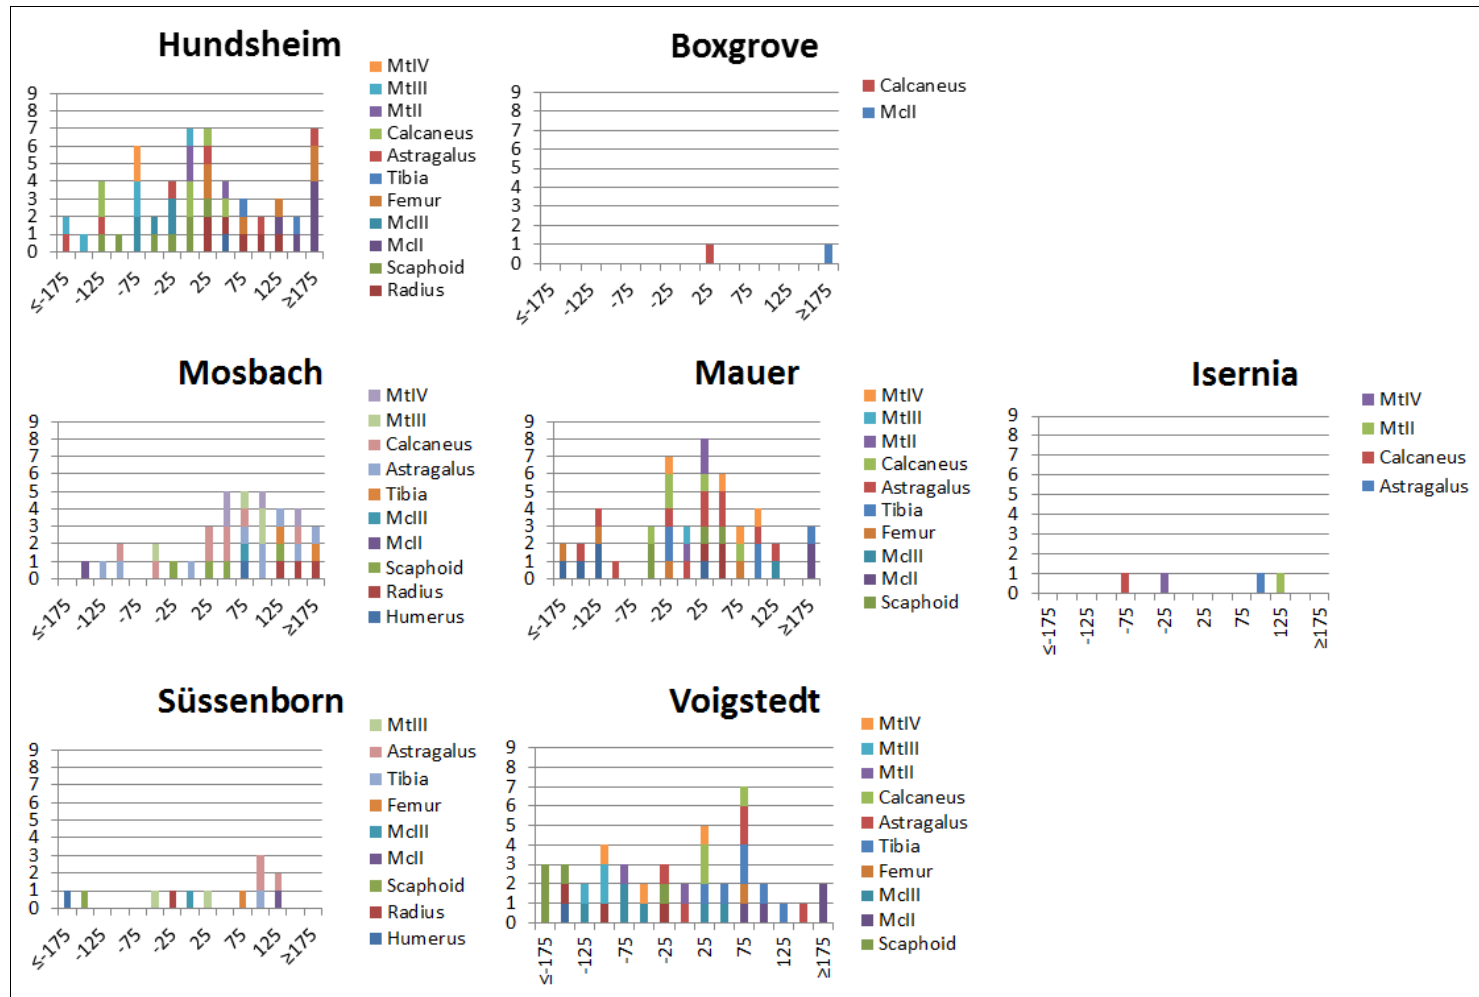 Hundsheim
9
8
7
6
5
4
3
2
1
0
≤-175 -125 -75 -25 25 75 125 ≥175
MtIV
MtIII
MtII
Calcaneus
Astragalus
Tibia
Femur
McIII
McII
Scaphoid
Radius
Boxgrove
9
8
7
6
5
4
3
2
1
0
≤-175 -125 -75 -25 25 75 125 ≥175
Calcaneus
McII
Mosbach
9
8
7
6
5
4
3
2
1
0
≤-175 -125 -75 -25 25 75 125 ≥175
MtIV
MtIII
Calcaneus
Astragalus
Tibia
McIII
McII
Scaphoid
Radius
Humerus
Mauer
9
8
7
6
5
4
3
2
1
0
≤-175 -125 -75 -25 25 75 125 ≥175
MtIV
MtIII
MtII
Calcaneus
Astragalus
Tibia
Femur
McIII
McII
Scaphoid
Isernia
9
8
7
6
5
4
3
2
1
0
≤-175 -125 -75 -25 25 75 125 ≥175
MtIV
MtII
Calcaneus
Astragalus
Süssenborn
9
8
7
6
5
4
3
2
1
0
≤-175 -125 -75 -25 25 75 125 ≥175
MtIII
Astragalus
Tibia
Femur
McIII
McII
Scaphoid
Radius
Humerus
Voigstedt
9
8
7
6
5
4
3
2
1
0
≤-175 -125 -75 -25 25 75 125 ≥175
MtIV
MtIII
MtII
Calcaneus
Astragalus
Tibia
Femur
McIII
McII
Scaphoid